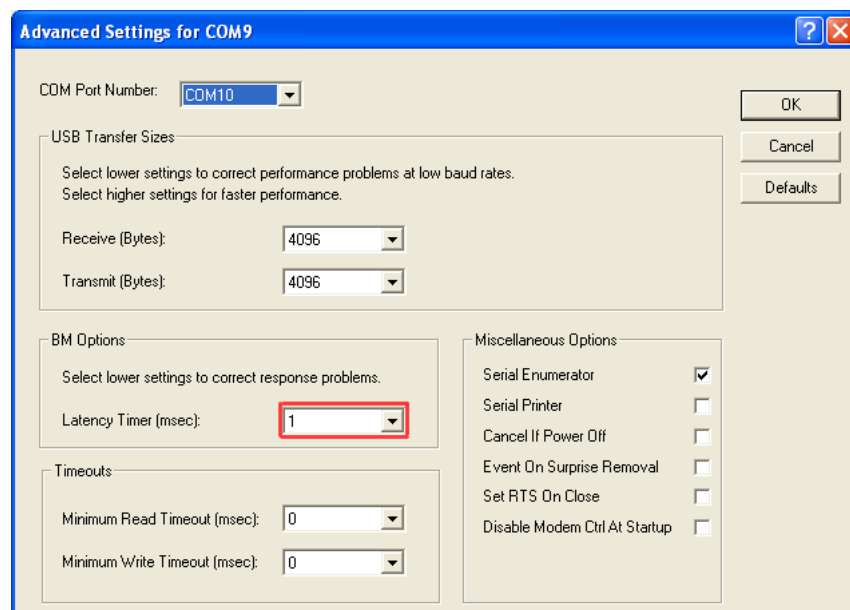 Advanced Settings for COM9
?
COM Port Number: COM10
OK
USB Transfer Sizes
Cancel
Select lower settings to correct performance problems at low baud rates.
Select higher settings for faster performance.
Defaults
Receive (Bytes): 4096
Transmit (Bytes): 4096
BM Options
Select lower settings to correct response problems.
Latency Timer (msec): 1
Miscellaneous Options
Serial Enumerator
Serial Printer
Cancel If Power Off
Event On Surprise Removal
Set RTS On Close
Disable Modem Ctrl At Startup
Timeouts
Minimum Read Timeout (msec): 0
Minimum Write Timeout (msec): 0